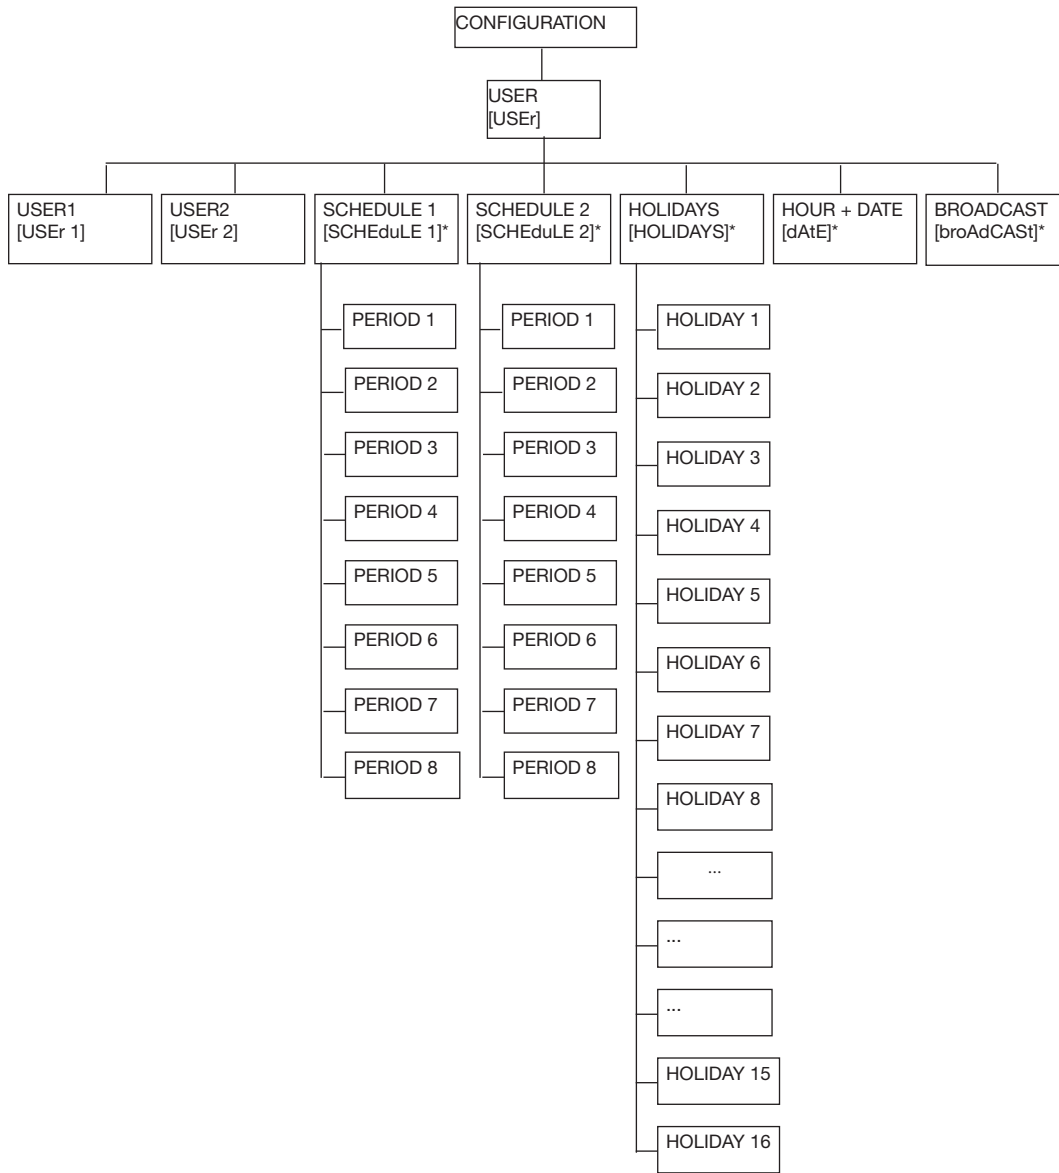 CONFIGURATION
USER
[USEr]
USER1
[USEr 1]
USER2
[USEr 2]
SCHEDULE 1
[SCHEduLE 1]*
SCHEDULE 2
[SCHEduLE 2]*
HOLIDAYS
[HOLIDAYS]*
HOUR + DATE
[dAtE]*
BROADCAST
[broAdCASt]*
PERIOD 1
PERIOD 2
PERIOD 3
PERIOD 4
PERIOD 5
PERIOD 6
PERIOD 7
PERIOD 8
PERIOD 1
PERIOD 2
PERIOD 3
PERIOD 4
PERIOD 5
PERIOD 6
PERIOD 7
PERIOD 8
HOLIDAY 1
HOLIDAY 2
HOLIDAY 3
HOLIDAY 4
HOLIDAY 5
HOLIDAY 6
HOLIDAY 7
HOLIDAY 8
...
...
...
HOLIDAY 15
HOLIDAY 16